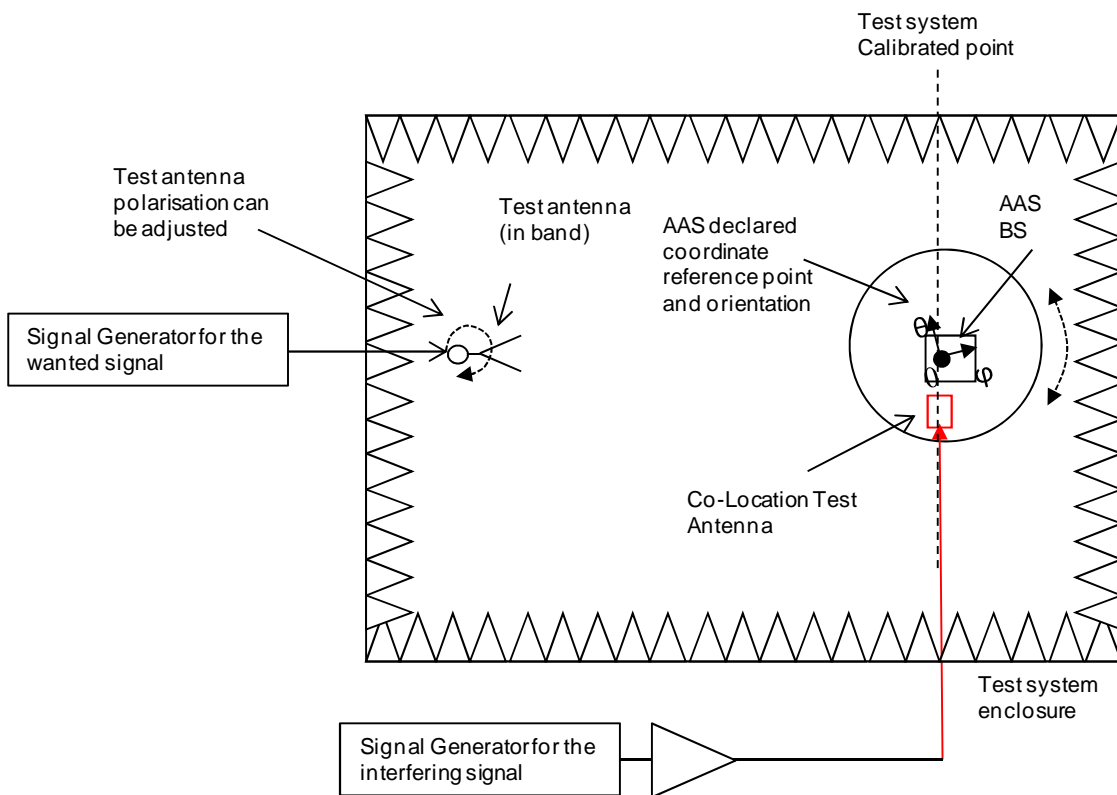 Test system
Calibrated point
Test antenna
polarisation can
be adjusted
Test antenna
(in band)
AAS declared
coordinate
reference point
and orientation
AAS
BS
Signal Generator for the
wanted signal
θ
φ
Co-Location Test
Antenna
Test system
enclosure
Signal Generator for the
interfering signal